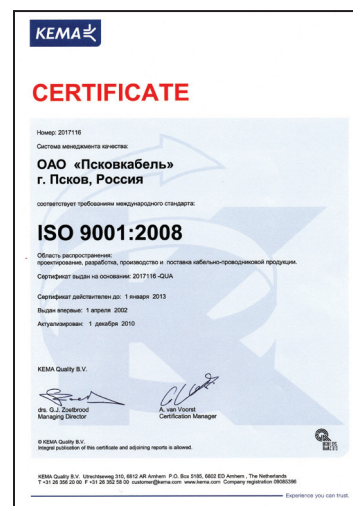 KEMA
CERTIFICATE
Номер: 2017116
Система менеджмента качества:
ОАО «Псковкабель»
г. Псков, Россия
соответствует требованиям международного стандарта:
ISO 9001:2008
Область распространения:
проектирование, разработка, производство и поставка кабельно-проводниковой продукции.
Сертификат выдан на основании: 2017116 -QUA
Сертификат действителен до: 1 января 2013
Выдан впервые: 1 апреля 2002
Актуализирован: 1 декабря 2010
KEMA Quality B.V.
drs. G.J. Zoetbrood
Managing Director
A. van Voorst
Certification Manager
© KEMA Quality B.V.
Integral publication of this certificate and adjoining reports is allowed.
KEMA Quality B.V. Utrechtseweg 310, 6812 AR Arnhem P.O. Box 5185, 6802 ED Arnhem, The Netherlands
T +31 26 356 20 00 F +31 26 352 58 00 customer@kema.com www.kema.com Company registration 09085396
Experience you can trust.